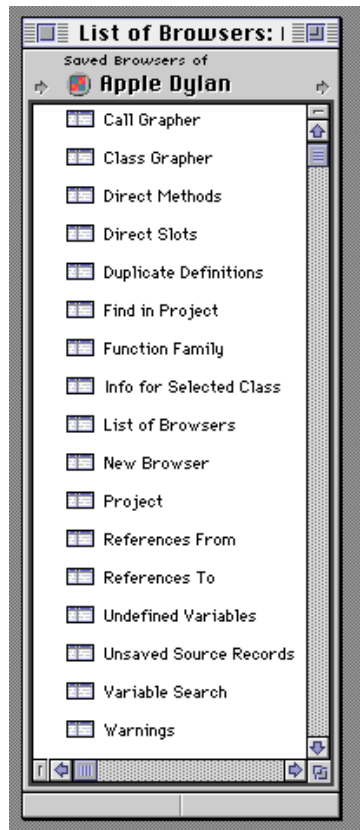 List of Browsers:
Saved Browsers of
Apple Dylan
Call Grapher
Class Grapher
Direct Methods
Direct Slots
Duplicate Definitions
Find in Project
Function Family
Info for Selected Class
List of Browsers
New Browser
Project
References From
References To
Undefined Variables
Unsaved Source Records
Variable Search
Warnings